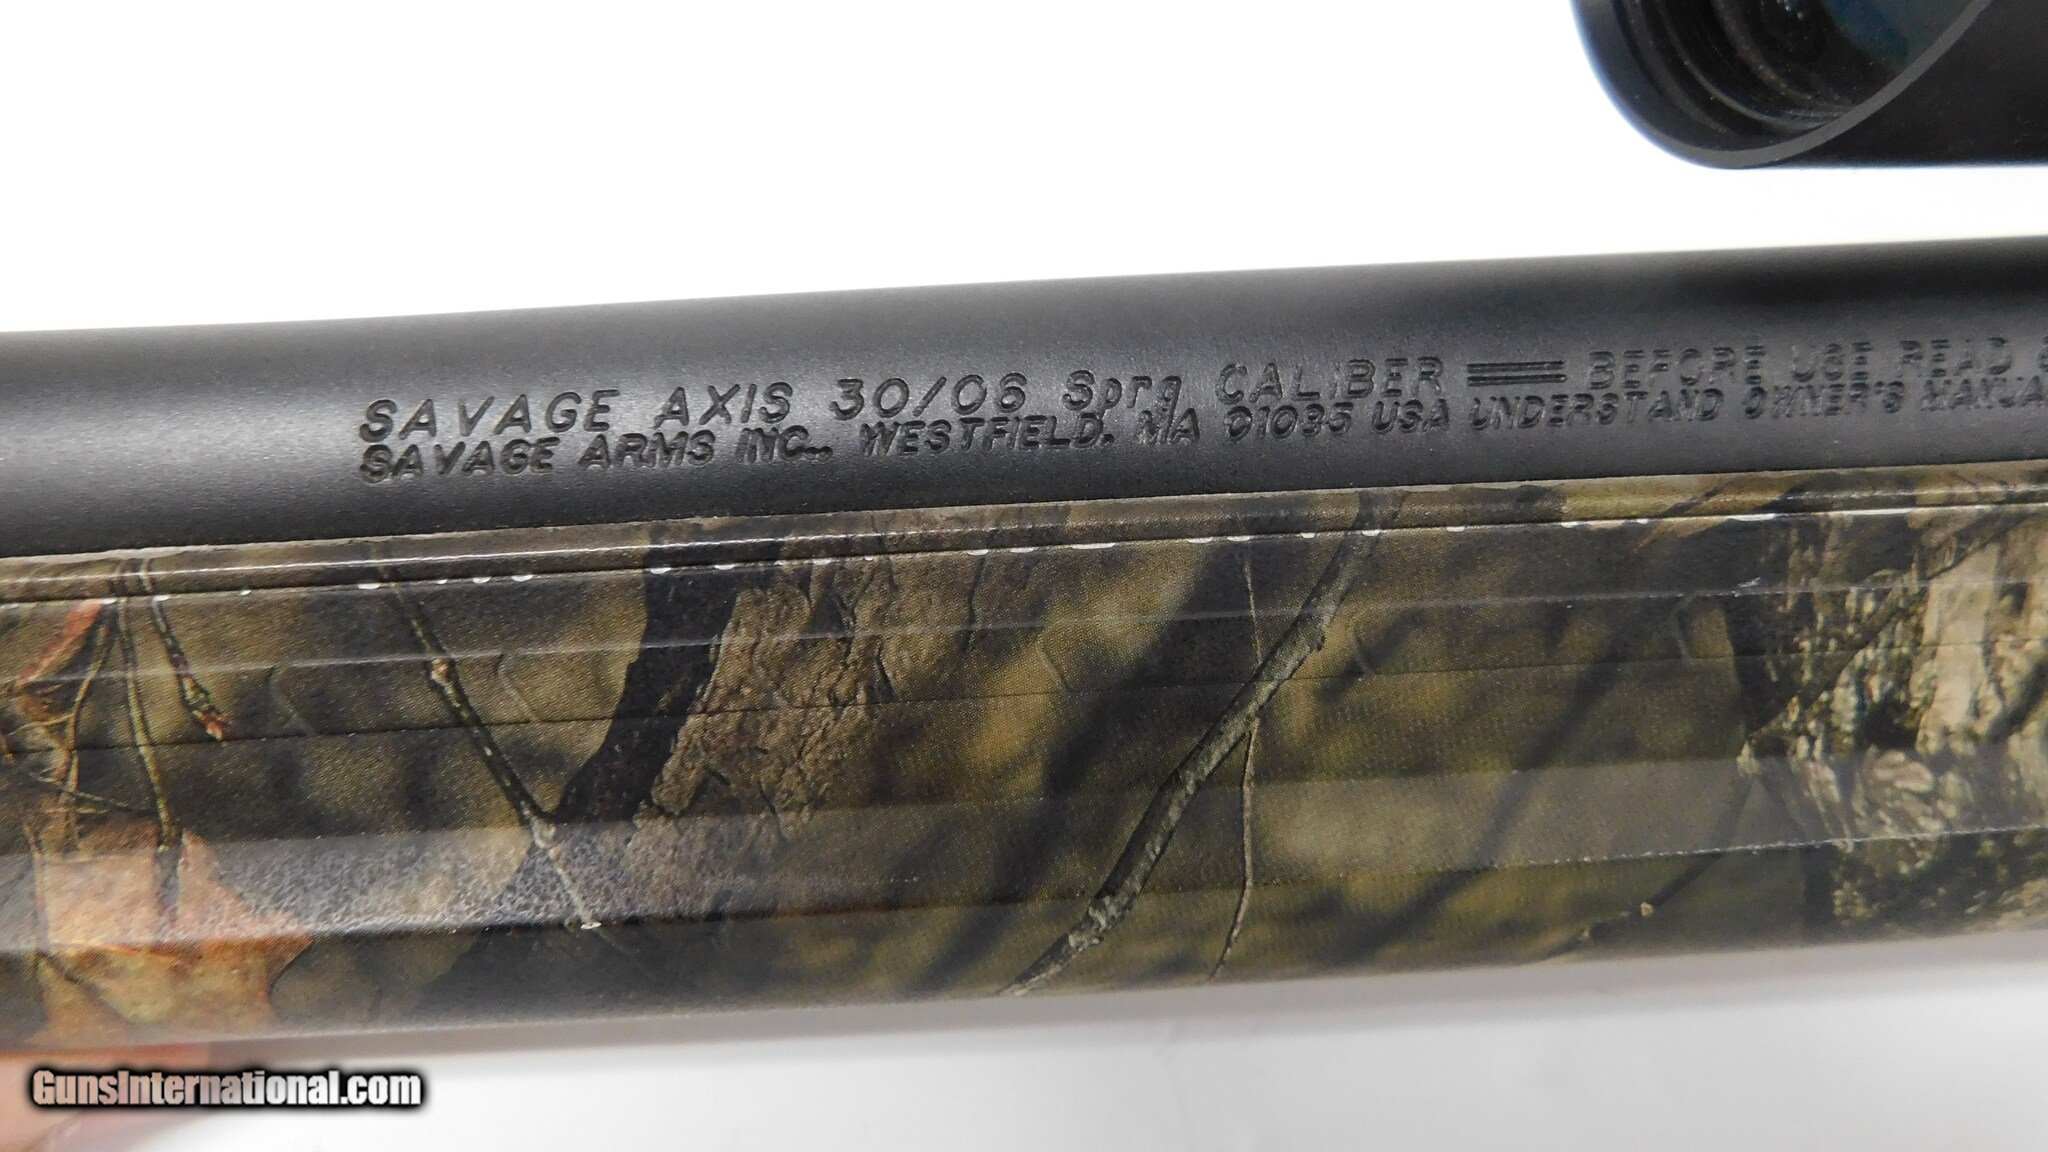 SAVAGE AXIS 30/06 Sprg CALIBER BEFORE USE READ &
SAVAGE ARMS INC., WESTFIELD, MA 01085 USA UNDERSTAND OWNER'S MANUAL
GunsInternational.com